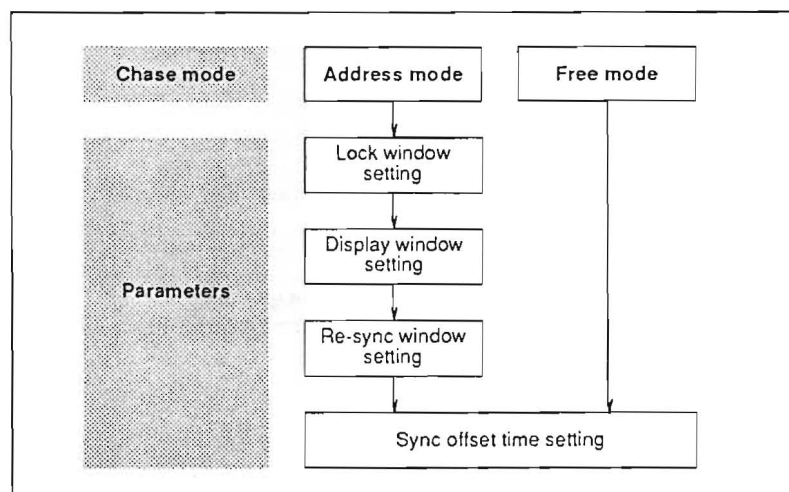 Chase mode
Address mode
Free mode
Parameters
Lock window
setting
Display window
setting
Re-sync window
setting
Sync offset time setting